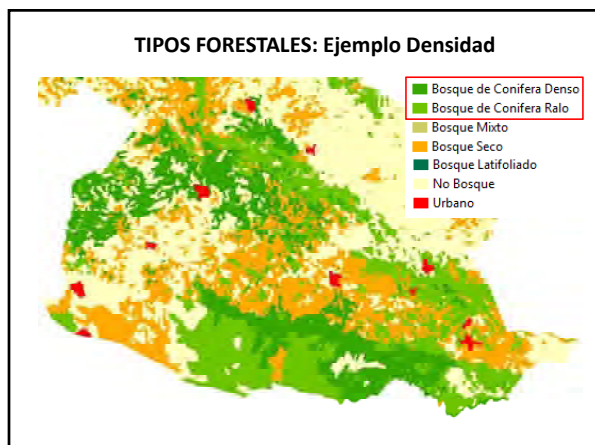 TIPOS FORESTALES: Ejemplo Densidad
Bosque de Conifera Denso
Bosque de Conifera Ralo
Bosque Mixto
Bosque Seco
Bosque Latifoliado
No Bosque
Urbano